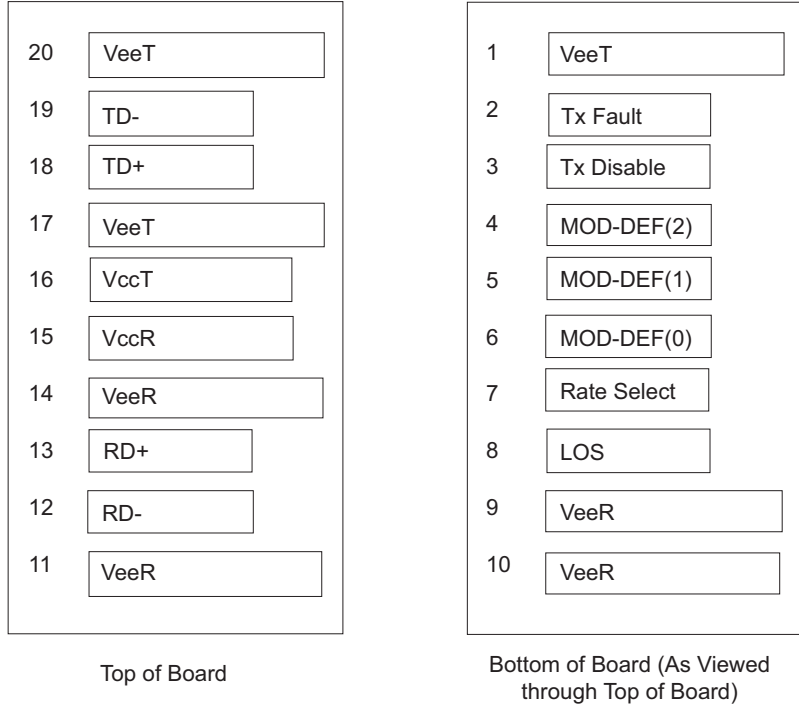 20 VeeT
19 TD-
18 TD+
17 VeeT
16 VccT
15 VccR
14 VeeR
13 RD+
12 RD-
11 VeeR
Top of Board
1 VeeT
2 Tx Fault
3 Tx Disable
4 MOD-DEF(2)
5 MOD-DEF(1)
6 MOD-DEF(0)
7 Rate Select
8 LOS
9 VeeR
10 VeeR
Bottom of Board (As Viewed
through Top of Board)